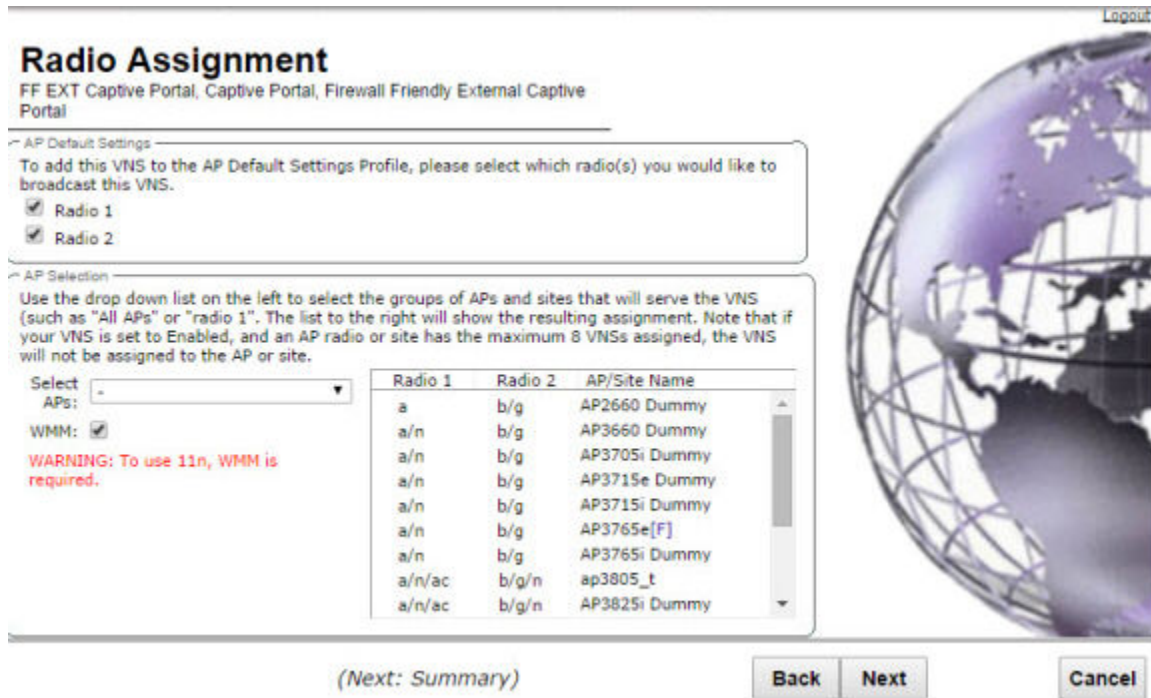 Logout
Radio Assignment
FF EXT Captive Portal, Captive Portal, Firewall Friendly External Captive
Portal
AP Default Settings
To add this VNS to the AP Default Settings Profile, please select which radio(s) you would like to
broadcast this VNS.
Radio 1
Radio 2
AP Selection
Use the drop down list on the left to select the groups of APs and sites that will serve the VNS
(such as "All APs" or "radio 1". The list to the right will show the resulting assignment. Note that if
your VNS is set to Enabled, and an AP radio or site has the maximum 8 VNSs assigned, the VNS
will not be assigned to the AP or site.
Select
APs:
-
WMM:
WARNING: To use 11n, WMM is
required.
Radio 1 Radio 2 AP/Site Name
a b/g AP2660 Dummy
a/n b/g AP3660 Dummy
a/n b/g AP3705i Dummy
a/n b/g AP3715e Dummy
a/n b/g AP3715i Dummy
a/n b/g AP3765e[F]
a/n b/g AP3765i Dummy
a/n/ac b/g/n ap3805_t
a/n/ac b/g/n AP3825i Dummy
(Next: Summary)
Back Next Cancel